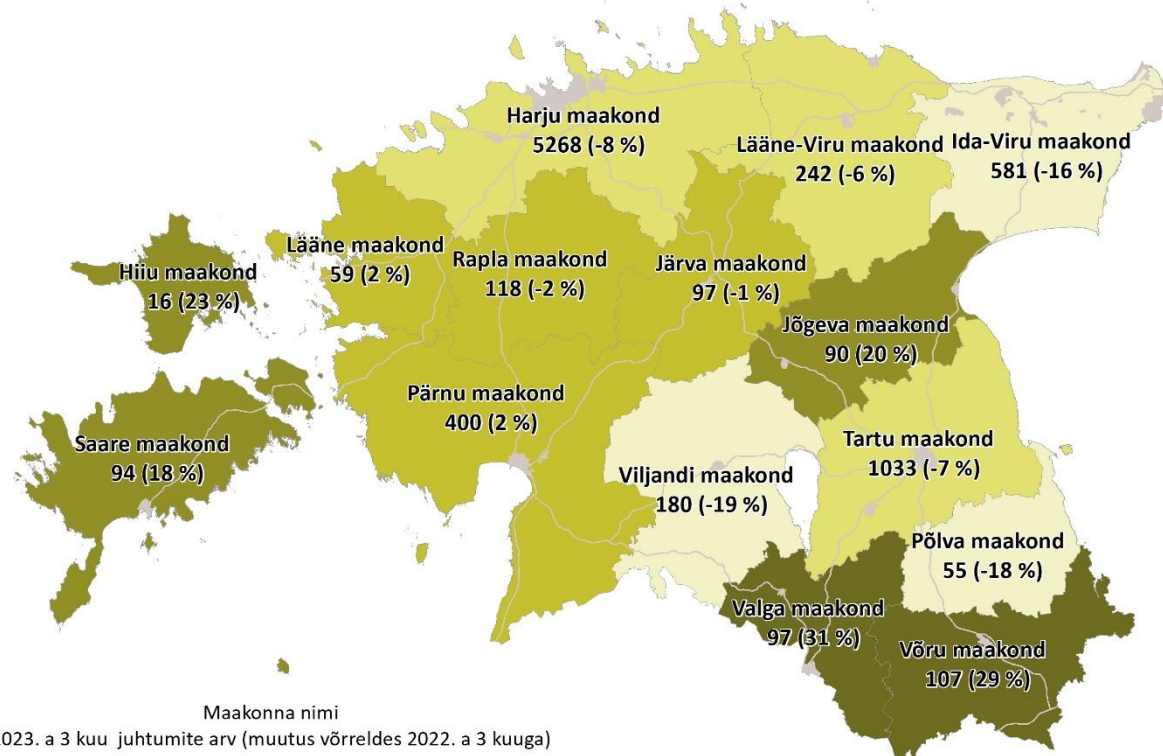 Harju maakond
5268 (-8 %)
Lääne-Viru maakond
242 (-6 %)
Ida-Viru maakond
581 (-16 %)
Hiiu maakond
16 (23 %)
Lääne maakond
59 (2 %)
Rapla maakond
118 (-2 %)
Järva maakond
97 (-1 %)
Jõgeva maakond
90 (20 %)
Saare maakond
94 (18 %)
Pärnu maakond
400 (2 %)
Viljandi maakond
180 (-19 %)
Tartu maakond
1033 (-7 %)
Põlva maakond
55 (-18 %)
Valga maakond
97 (31 %)
Võru maakond
107 (29 %)
Maakonna nimi
023. a 3 kuu juhtumite arv (muutus võrreldes 2022. a 3 kuuga)